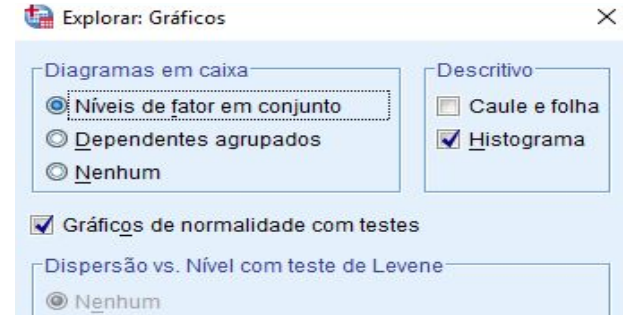 Explorar: Gráficos
Diagramas em caixa
Níveis de fator em conjunto
Dependentes agrupados
Nenhum
Descritivo
Caule e folha
Histograma
Gráficos de normalidade com testes
Dispersão vs. Nível com teste de Levene
Nenhum